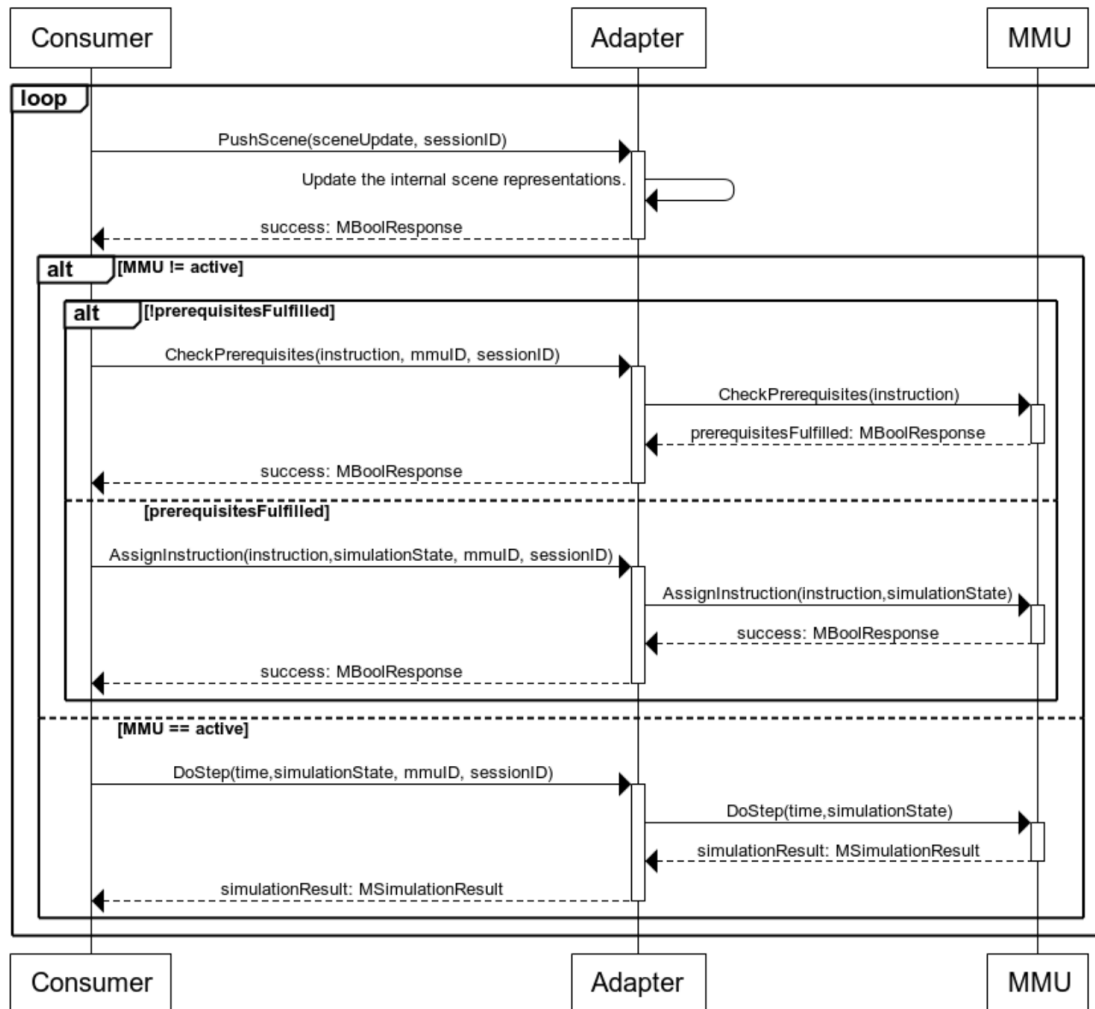 Consumer
Adapter
MMU
loop
PushScene(sceneUpdate, sessionID)
Update the internal scene representations.
success: MBoolResponse
alt
[MMU != active]
alt
[!prerequisitesFulfilled]
CheckPrerequisites(instruction, mmuID, sessionID)
CheckPrerequisites(instruction)
prerequisitesFulfilled: MBoolResponse
success: MBoolResponse
[prerequisitesFulfilled]
AssignInstruction(instruction,simulationState, mmuID, sessionID)
AssignInstruction(instruction,simulationState)
success: MBoolResponse
success: MBoolResponse
[MMU == active]
DoStep(time,simulationState, mmuID, sessionID)
DoStep(time,simulationState)
simulationResult: MSimulationResult
simulationResult: MSimulationResult
Consumer
Adapter
MMU